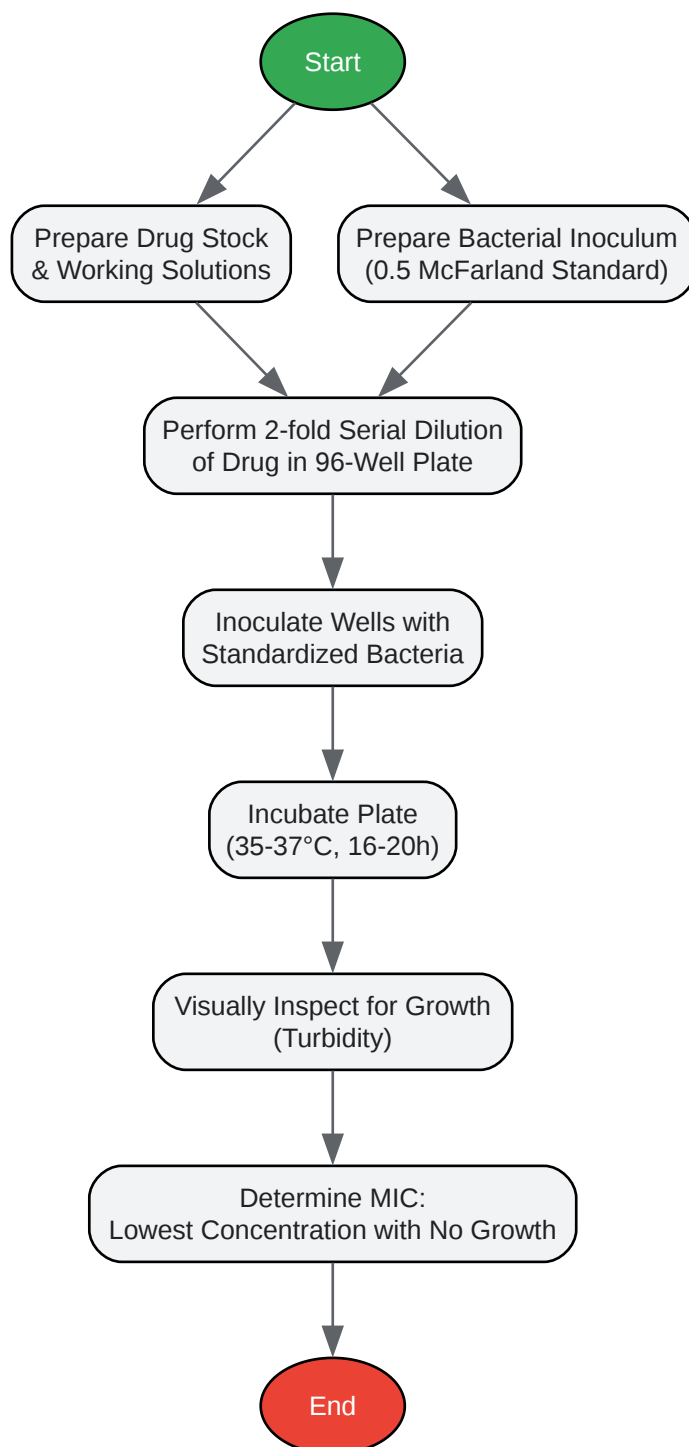 Start
Prepare Drug Stock
& Working Solutions
Prepare Bacterial Inoculum
(0.5 McFarland Standard)
Perform 2-fold Serial Dilution
of Drug in 96-Well Plate
Inoculate Wells with
Standardized Bacteria
Incubate Plate
(35-37°C, 16-20h)
Visually Inspect for Growth
(Turbidity)
Determine MIC:
Lowest Concentration with No Growth
End